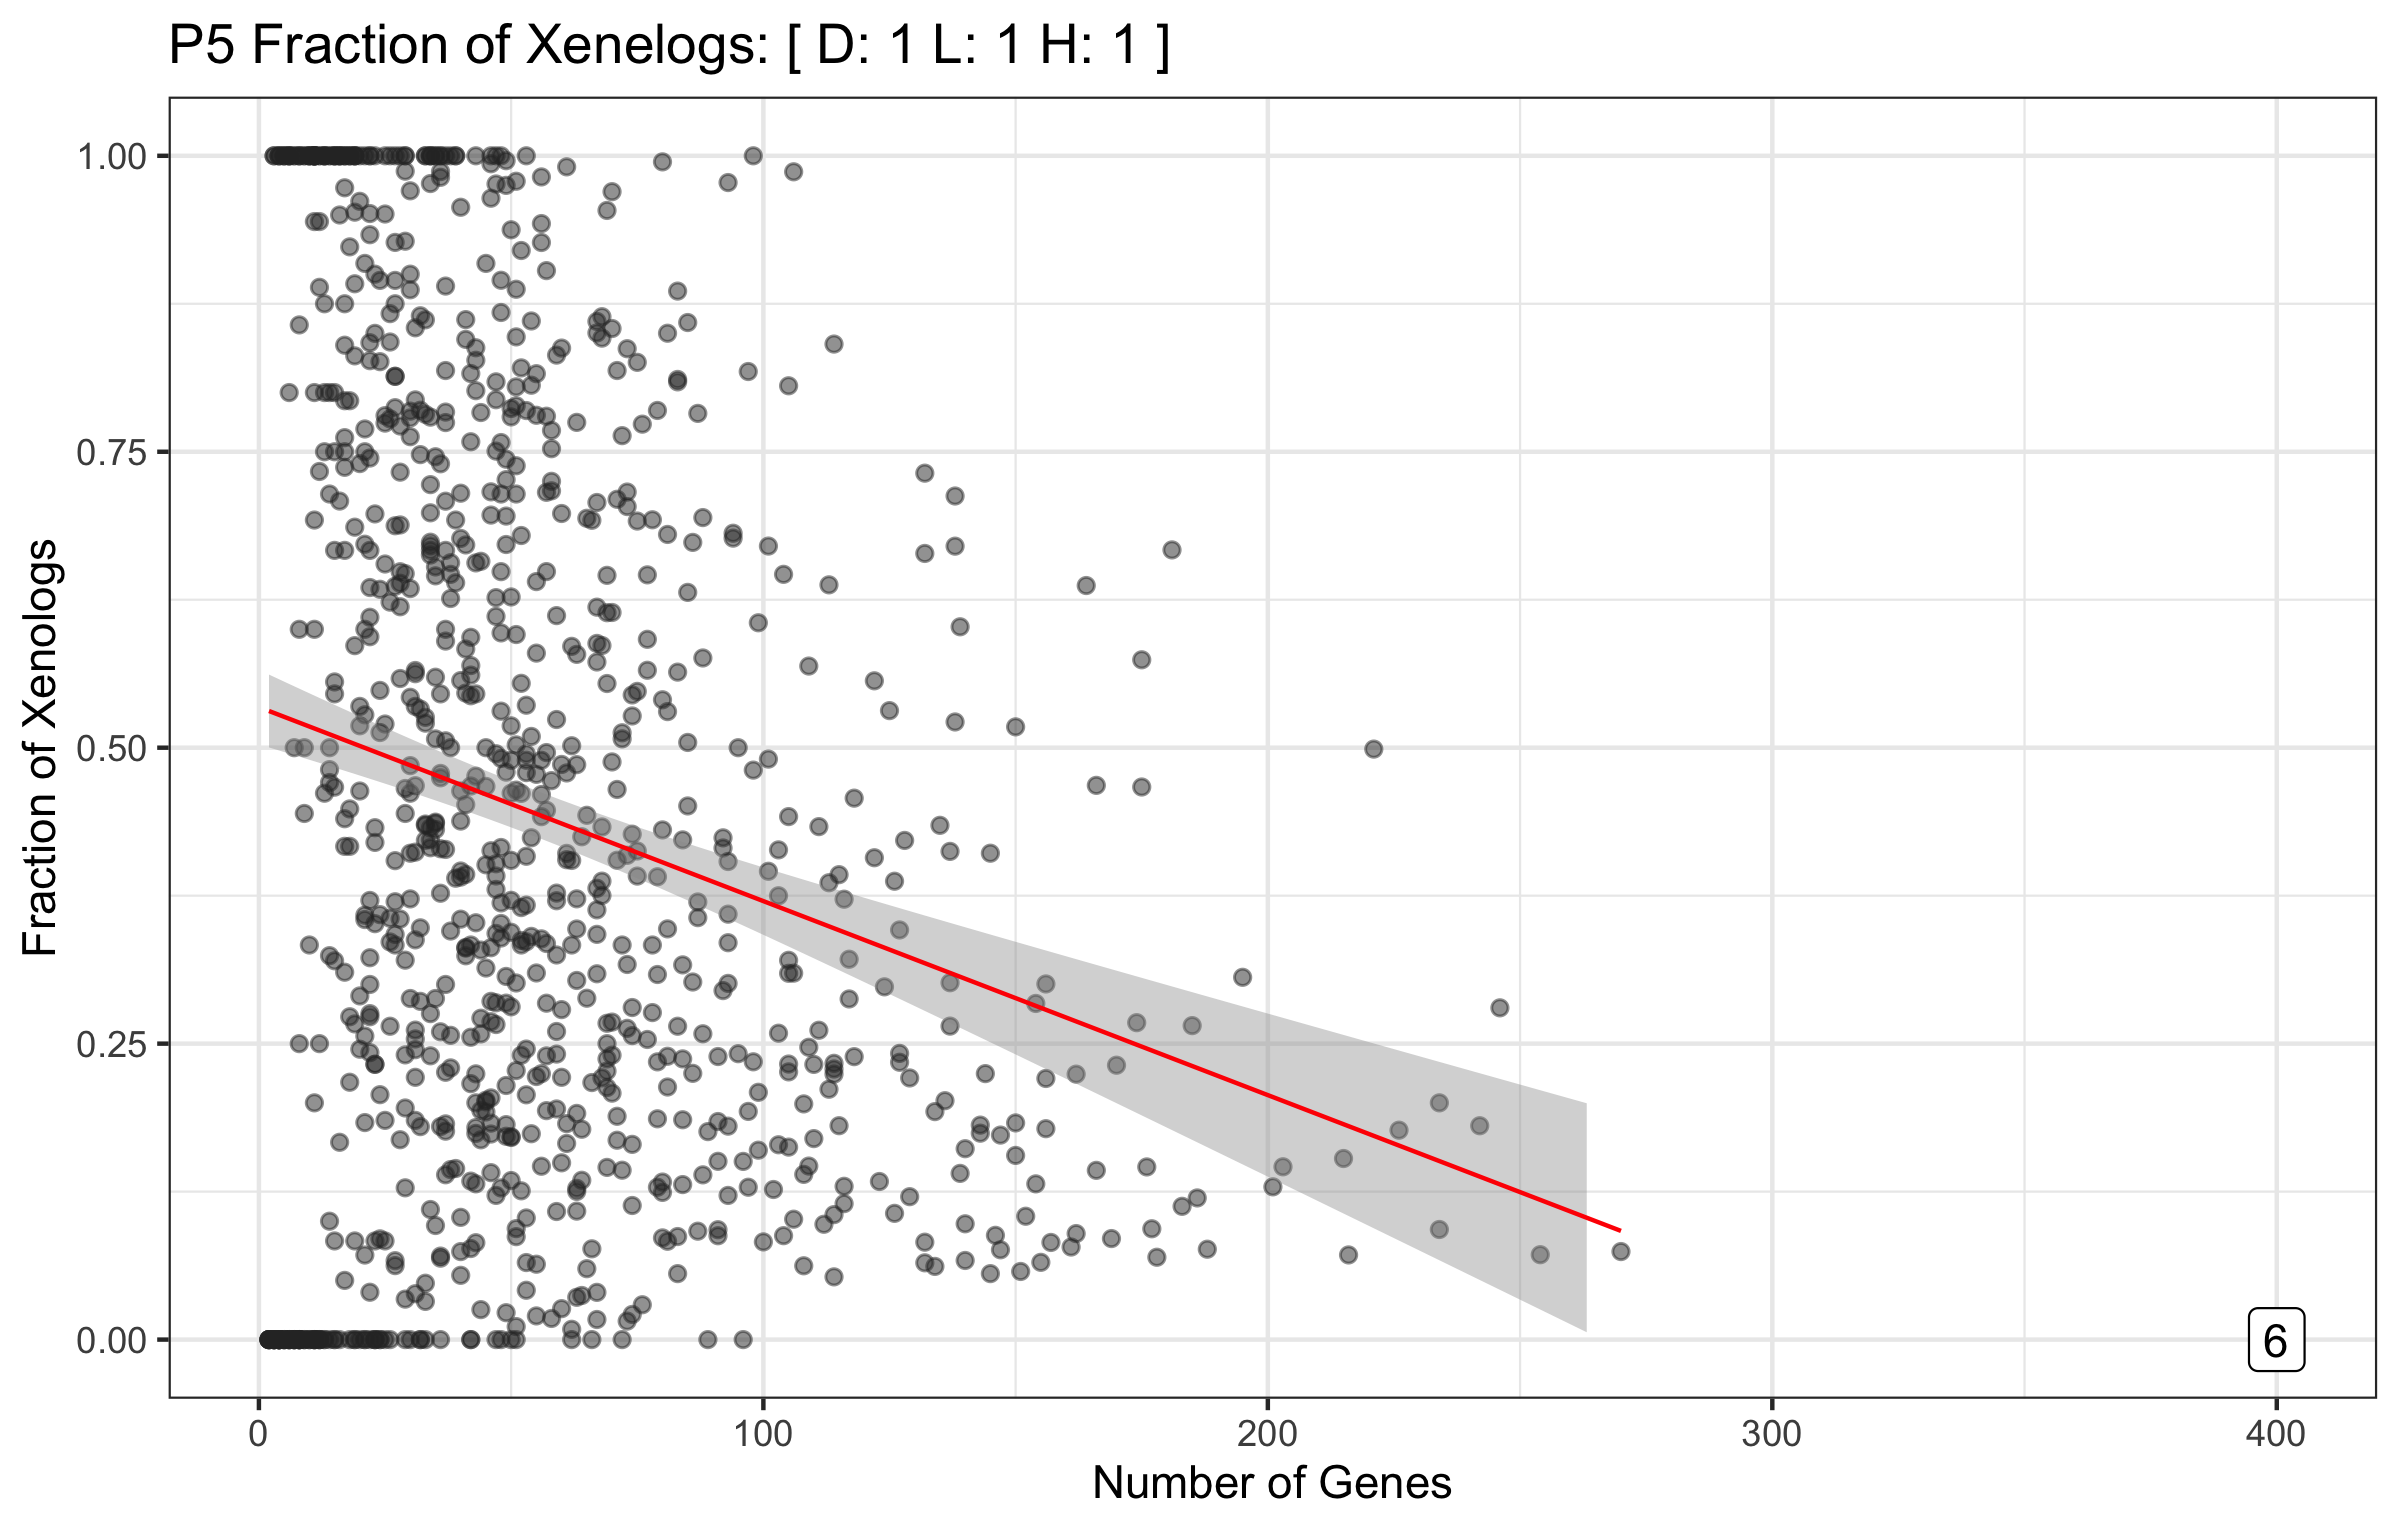 P5 Fraction of Xenelogs: [ D: 1 L: 1 H: 1 ]
1.00
0.75
0.50
0.25
0.00
Fraction of Xenologs
6
0 100 200 300 400
Number of Genes